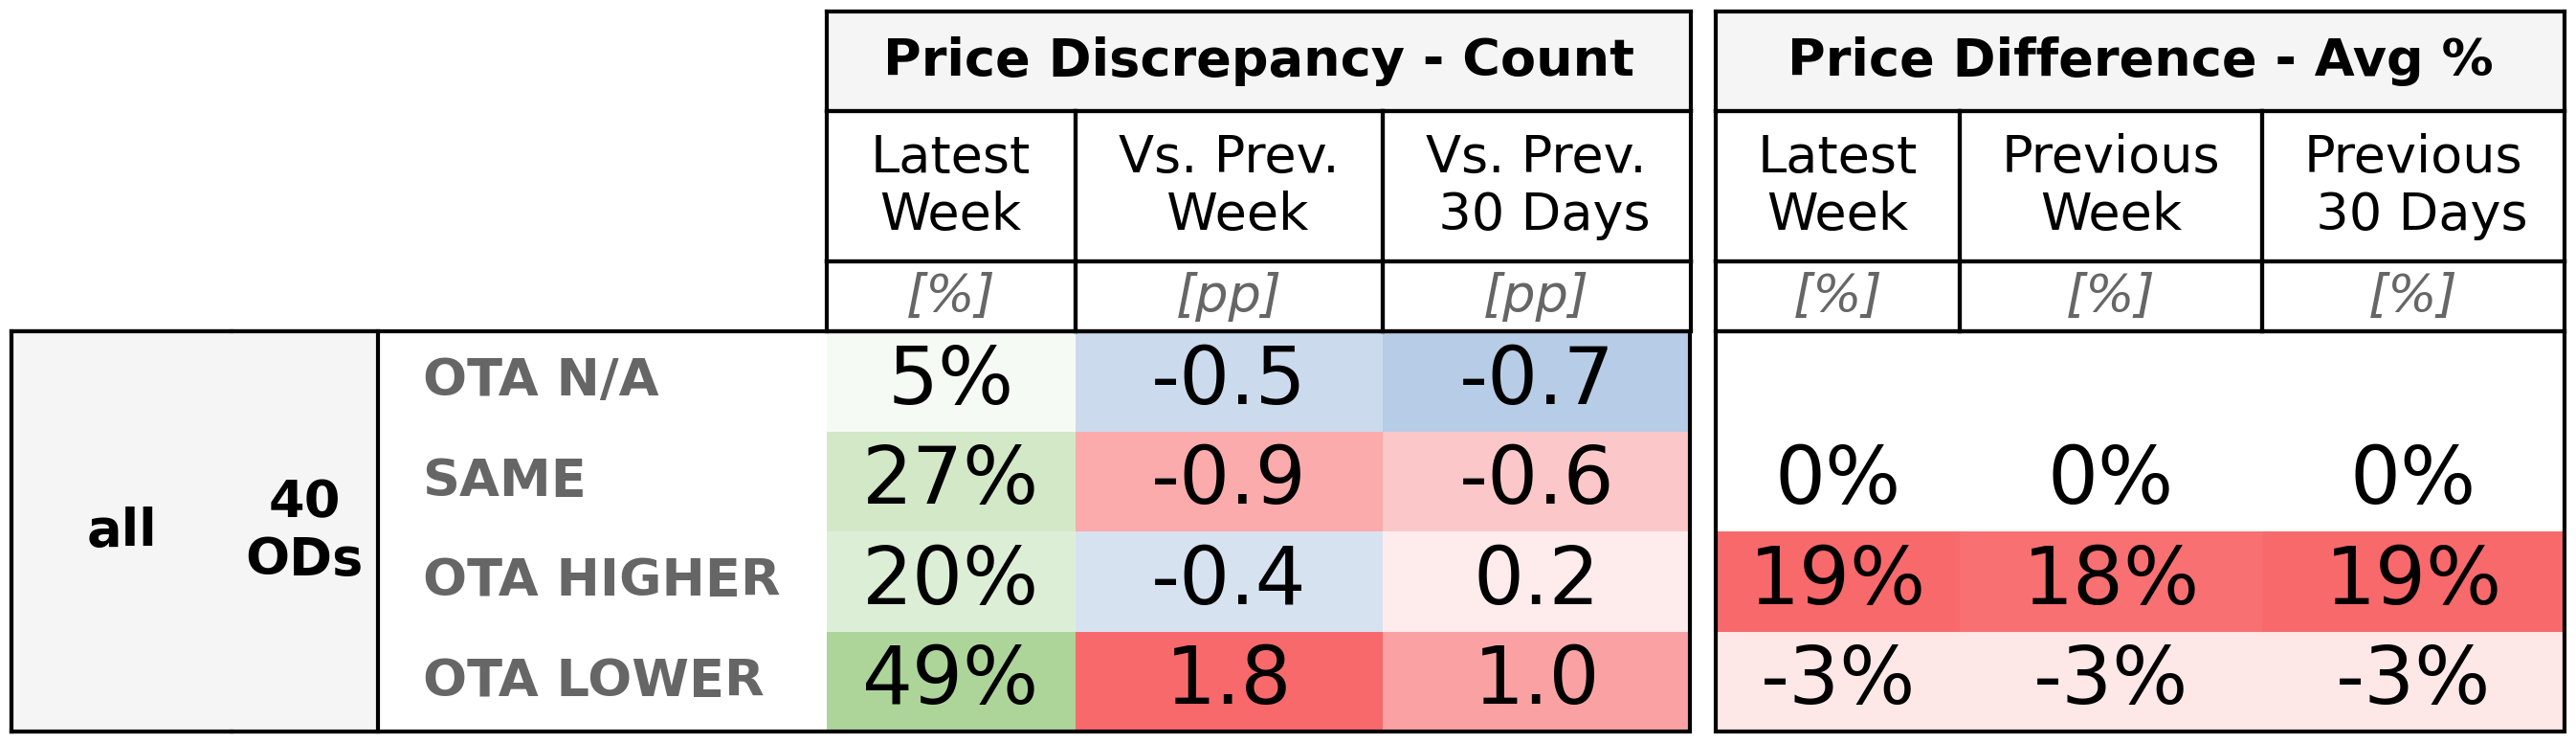 Price Discrepancy - Count Price Difference - Avg %
Latest Week Vs. Prev. Week Vs. Prev. 30 Days Latest Week Previous Week Previous 30 Days
[%] [pp] [pp] [%] [%] [%]
all 40 ODs
OTA N/A 5% -0.5 -0.7
SAME 27% -0.9 -0.6 0% 0% 0%
OTA HIGHER 20% -0.4 0.2 19% 18% 19%
OTA LOWER 49% 1.8 1.0 -3% -3% -3%